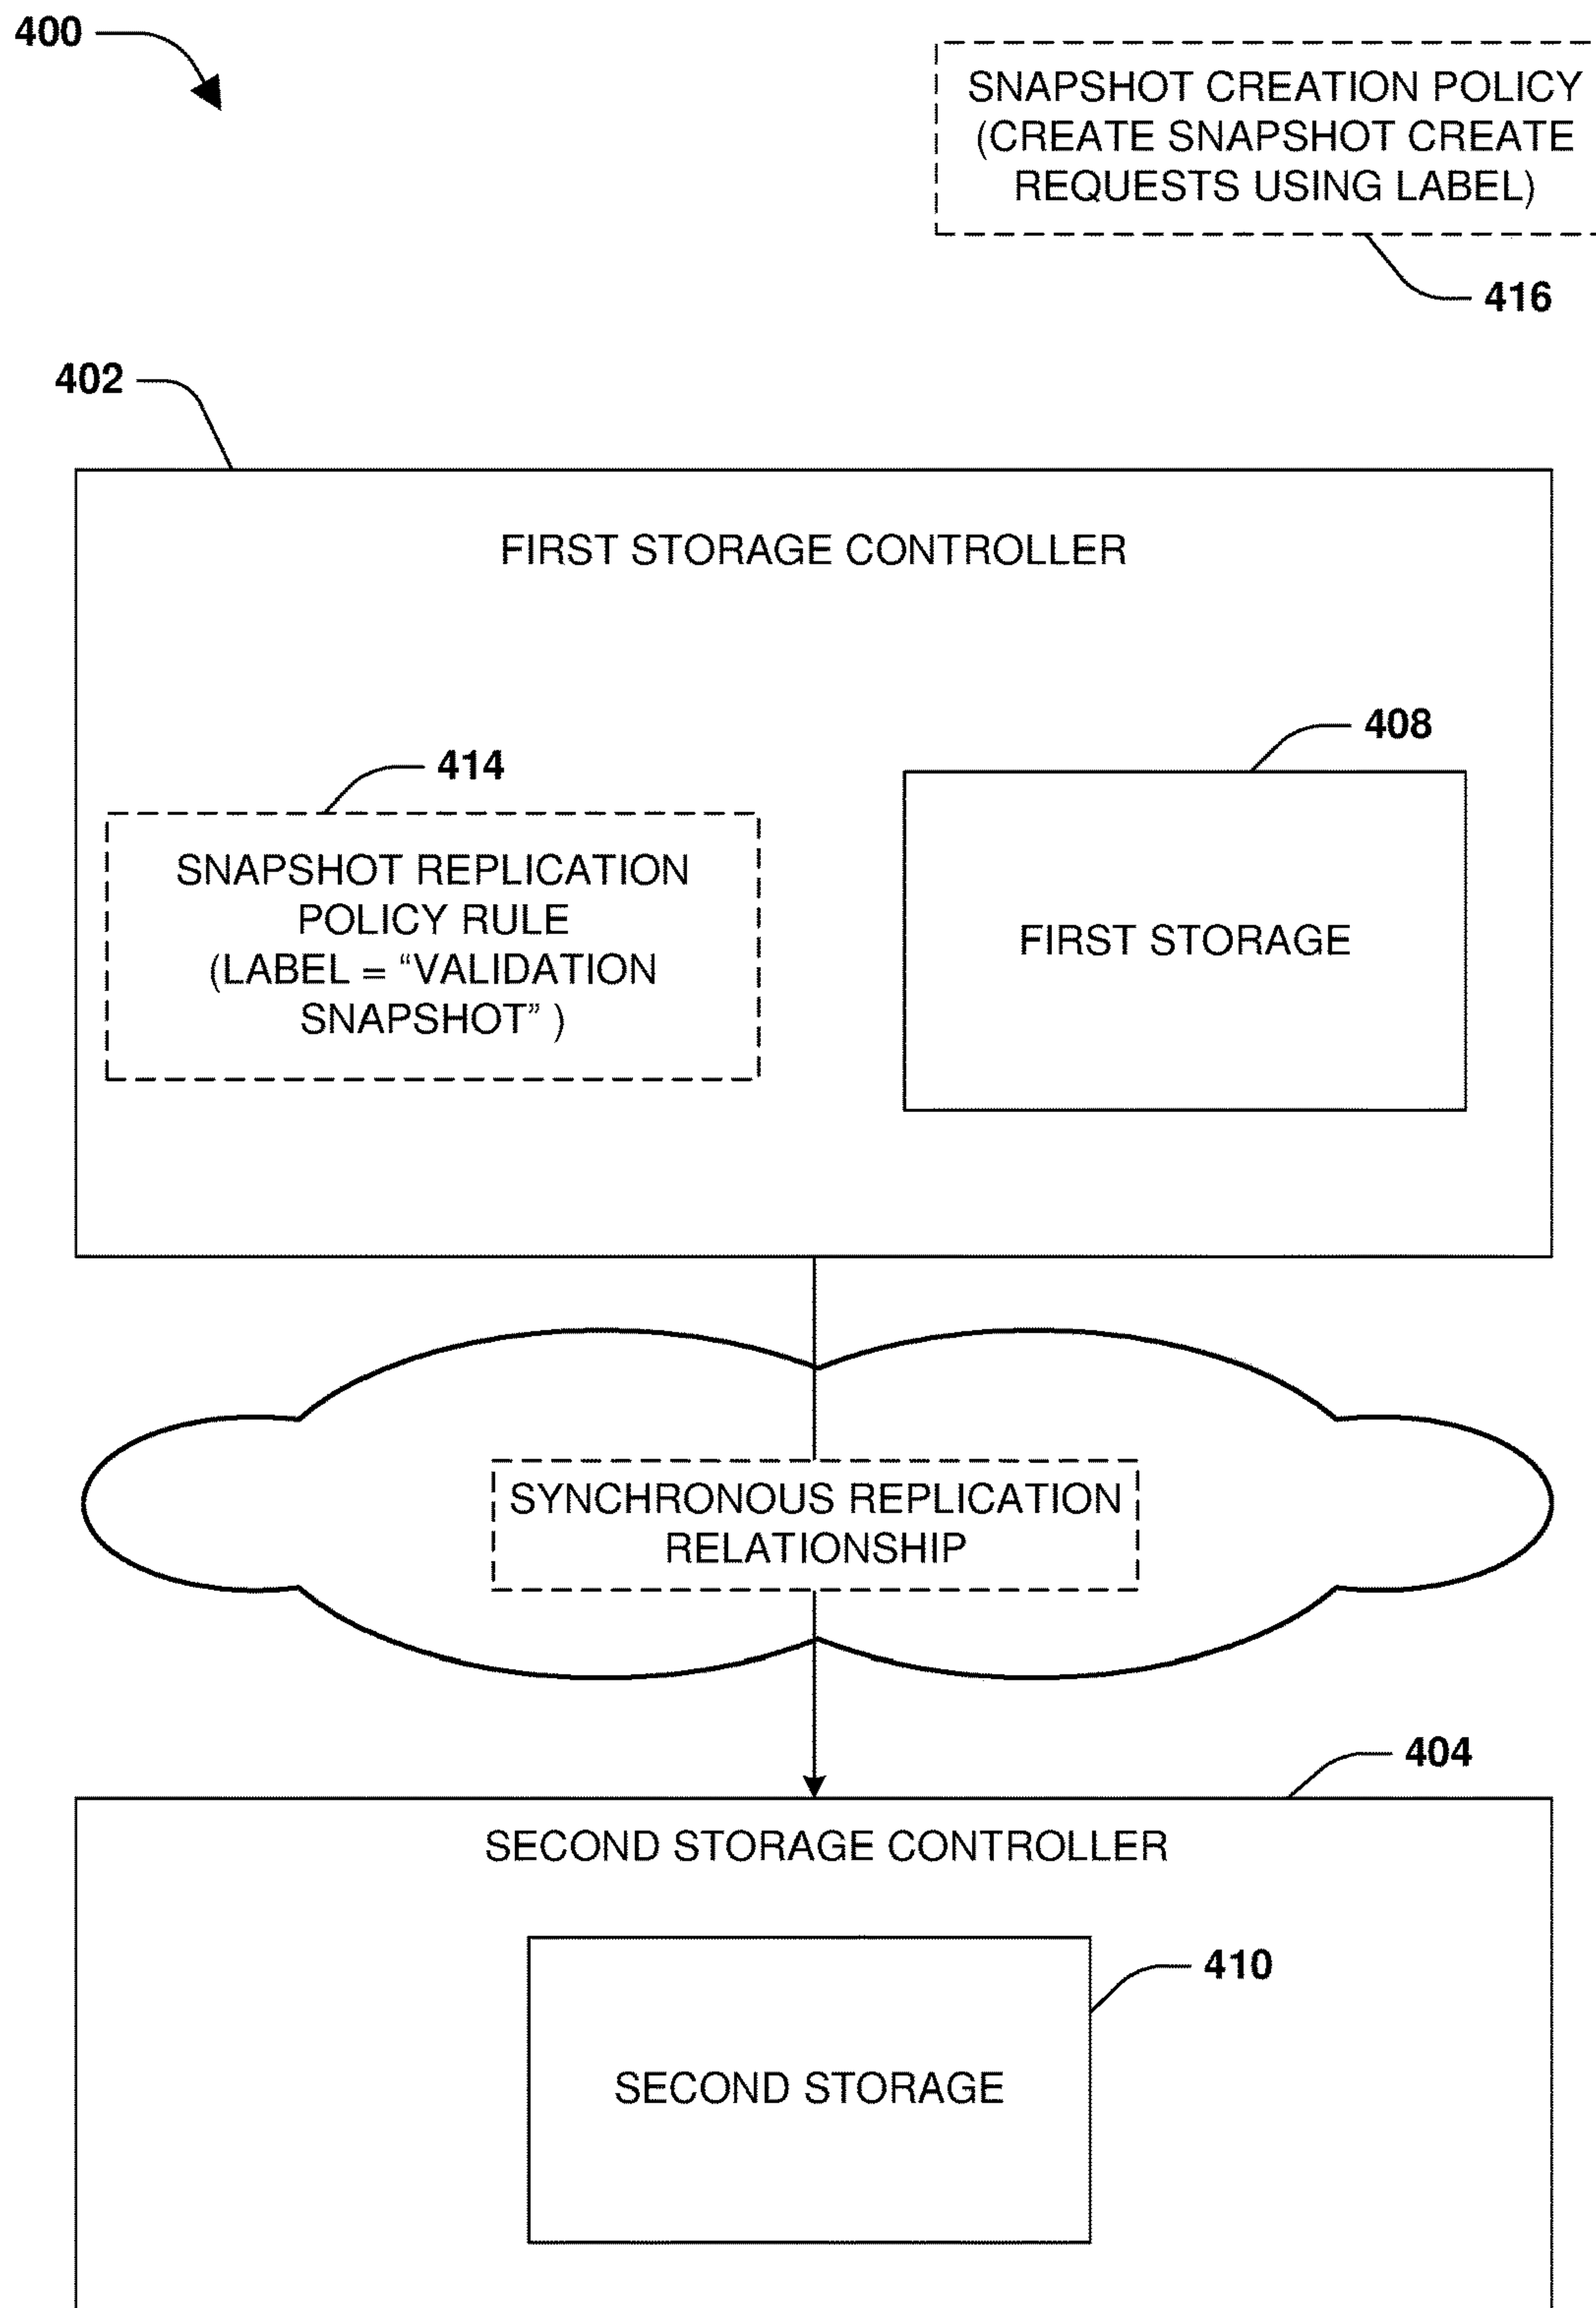 400
SNAPSHOT CREATION POLICY
(CREATE SNAPSHOT CREATE
REQUESTS USING LABEL)
416
402
FIRST STORAGE CONTROLLER
408
414
SNAPSHOT REPLICATION
POLICY RULE
(LABEL = “VALIDATION
SNAPSHOT” )
FIRST STORAGE
SYNCHRONOUS REPLICATION
RELATIONSHIP
404
SECOND STORAGE CONTROLLER
410
SECOND STORAGE